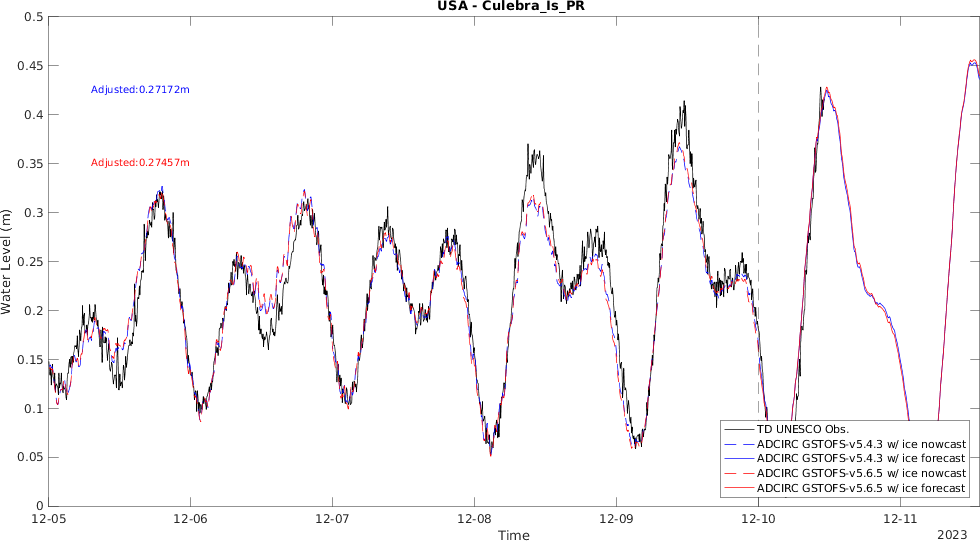 USA - Culebra_Is_PR
0.5
0.45
0.4
0.35
0.3
0.25
0.2
0.15
0.1
0.05
0
Water Level (m)
Adjusted:0.27172m
Adjusted:0.27457m
TD UNESCO Obs.
ADCIRC GSTOFS-v5.4.3 w/ ice nowcast
ADCIRC GSTOFS-v5.4.3 w/ ice forecast
ADCIRC GSTOFS-v5.6.5 w/ ice nowcast
ADCIRC GSTOFS-v5.6.5 w/ ice forecast
12-05 12-06 12-07 12-08 12-09 12-10 12-11
Time
2023